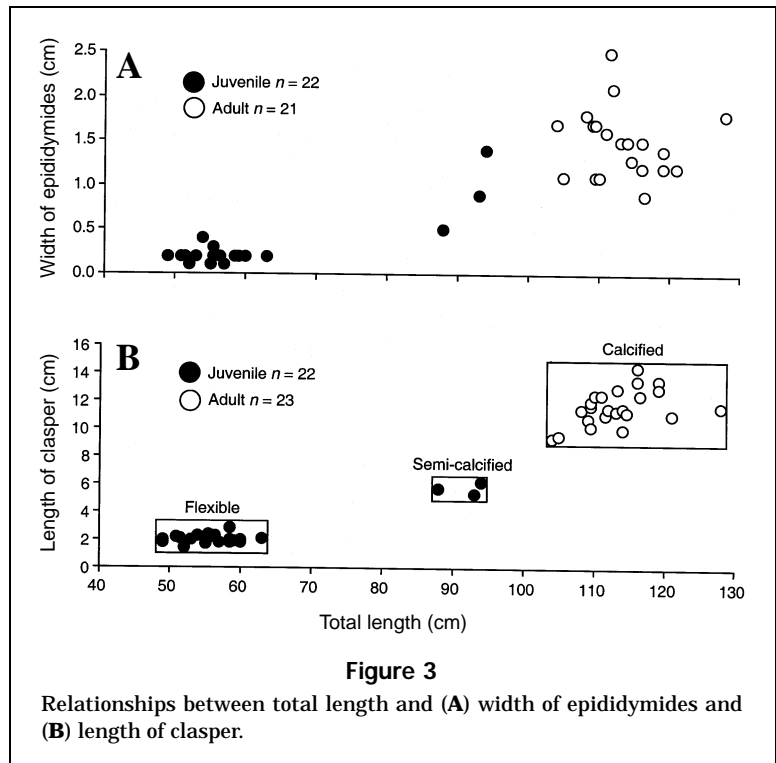 A
Juvenile n = 22
Adult n = 21
Width of epididymides (cm)
2.5
2.0
1.5
1.0
0.5
0.0
B
Juvenile n = 22
Adult n = 23
Length of clasper (cm)
16
14
12
10
8
6
4
2
0
Flexible
Semi-calcified
Calcified
40 50 60 70 80 90 100 110 120 130
Total length (cm)
Figure 3
Relationships between total length and (A) width of epididymides and
(B) length of clasper.